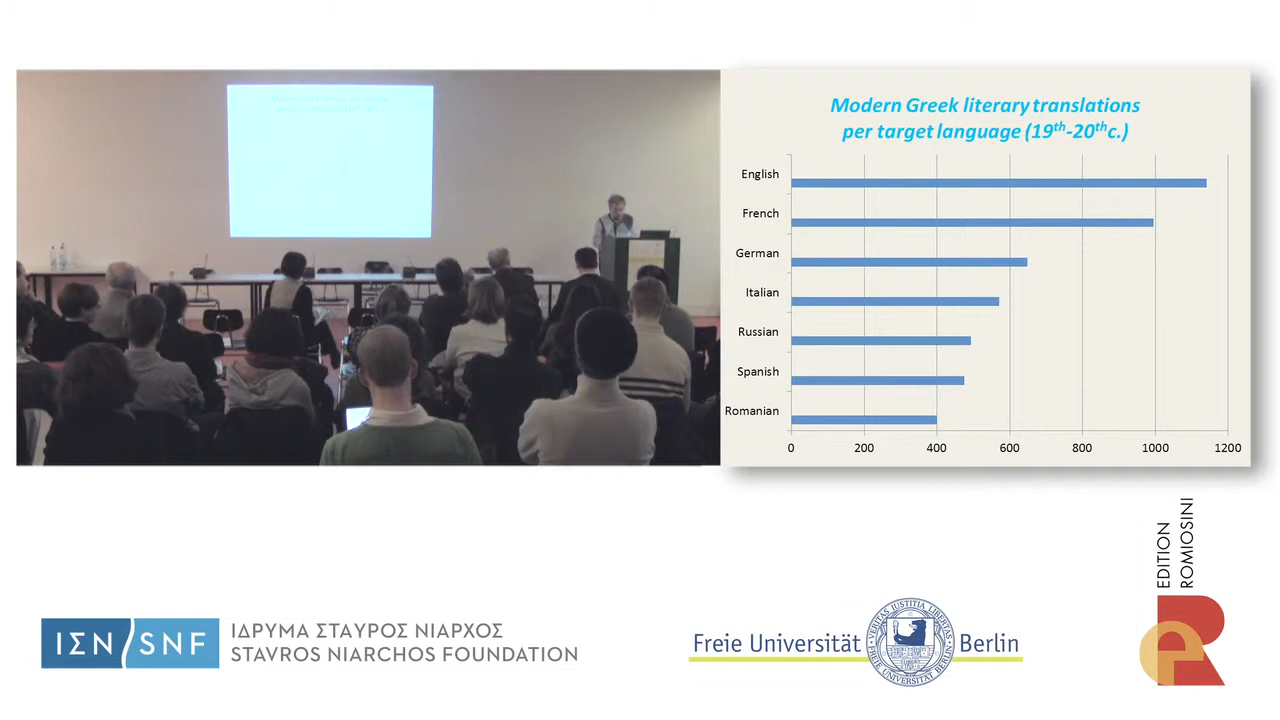 Modern Greek literary translations
per target language (19th-20thc.)
English
French
German
Italian
Russian
Spanish
Romanian
0 200 400 600 800 1000 1200
EDITION
ROMIOSINI
ΙΣΝ/SNF
ΙΔΡΥΜΑ ΣΤΑΥΡΟΣ ΝΙΑΡΧΟΣ
STAVROS NIARCHOS FOUNDATION
Freie Universität Berlin
VERITAS JUSTITIA LIBERTAS
FREIE UNIVERSITÄT BERLIN
eR